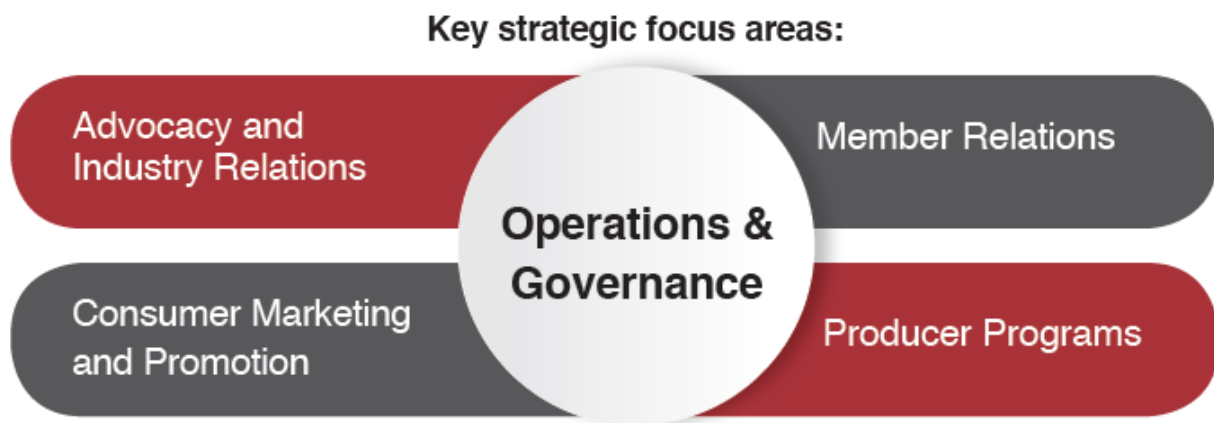 Key strategic focus areas:
Advocacy and
Industry Relations
Member Relations
Operations &
Governance
Consumer Marketing
and Promotion
Producer Programs